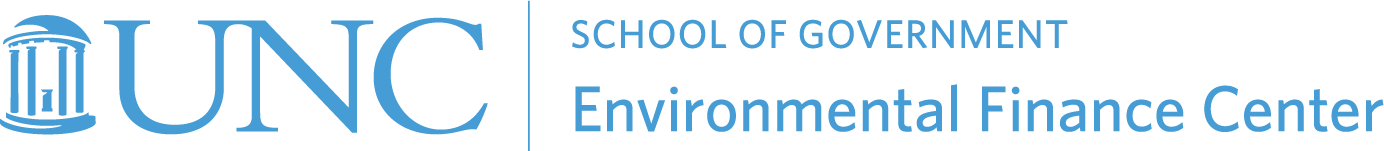 UNC
SCHOOL OF GOVERNMENT
Environmental Finance Center